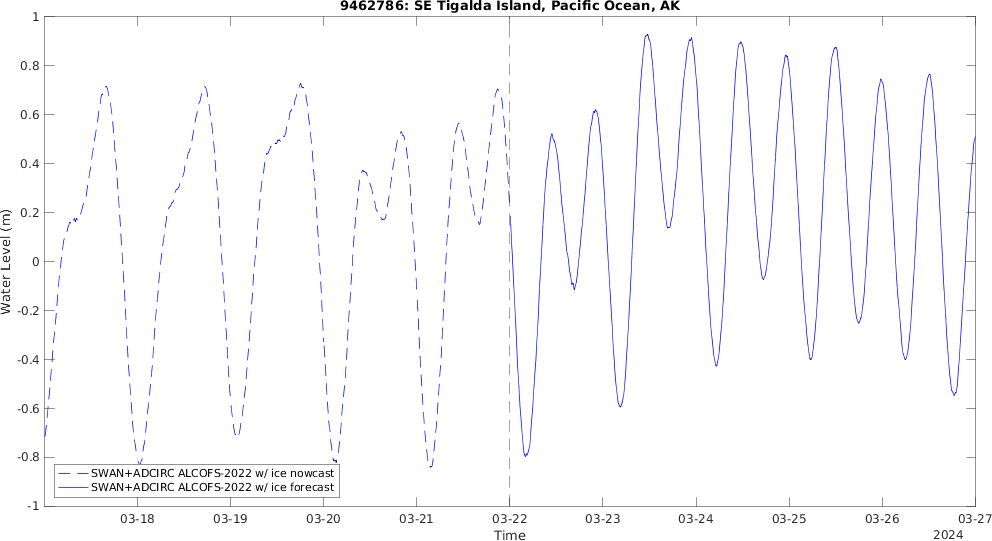 9462786: SE Tigalda Island, Pacific Ocean, AK
1
0.8
0.6
0.4
0.2
0
-0.2
-0.4
-0.6
-0.8
-1
Water Level (m)
SWAN+ADCIRC ALCOFS-2022 w/ ice nowcast
SWAN+ADCIRC ALCOFS-2022 w/ ice forecast
03-18 03-19 03-20 03-21 03-22 03-23 03-24 03-25 03-26 03-27
Time
2024